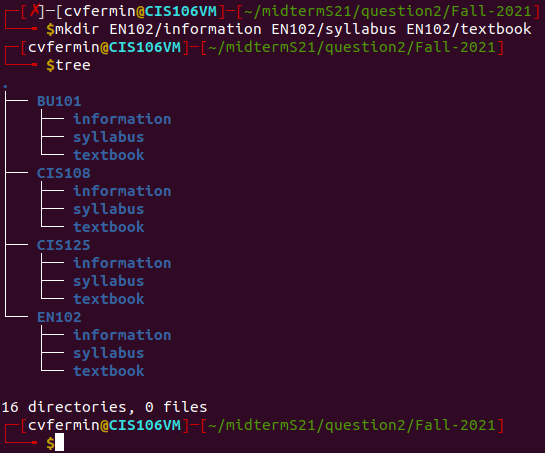 ┌─[✗]─[cvfermin@CIS106VM]─[~/midtermS21/question2/Fall-2021]
└──╼ $mkdir EN102/information EN102/syllabus EN102/textbook
┌─[cvfermin@CIS106VM]─[~/midtermS21/question2/Fall-2021]
└──╼ $tree
.
├── BU101
│   ├── information
│   ├── syllabus
│   └── textbook
├── CIS108
│   ├── information
│   ├── syllabus
│   └── textbook
├── CIS125
│   ├── information
│   ├── syllabus
│   └── textbook
└── EN102
    ├── information
    ├── syllabus
    └── textbook
16 directories, 0 files
┌─[cvfermin@CIS106VM]─[~/midtermS21/question2/Fall-2021]
└──╼ $